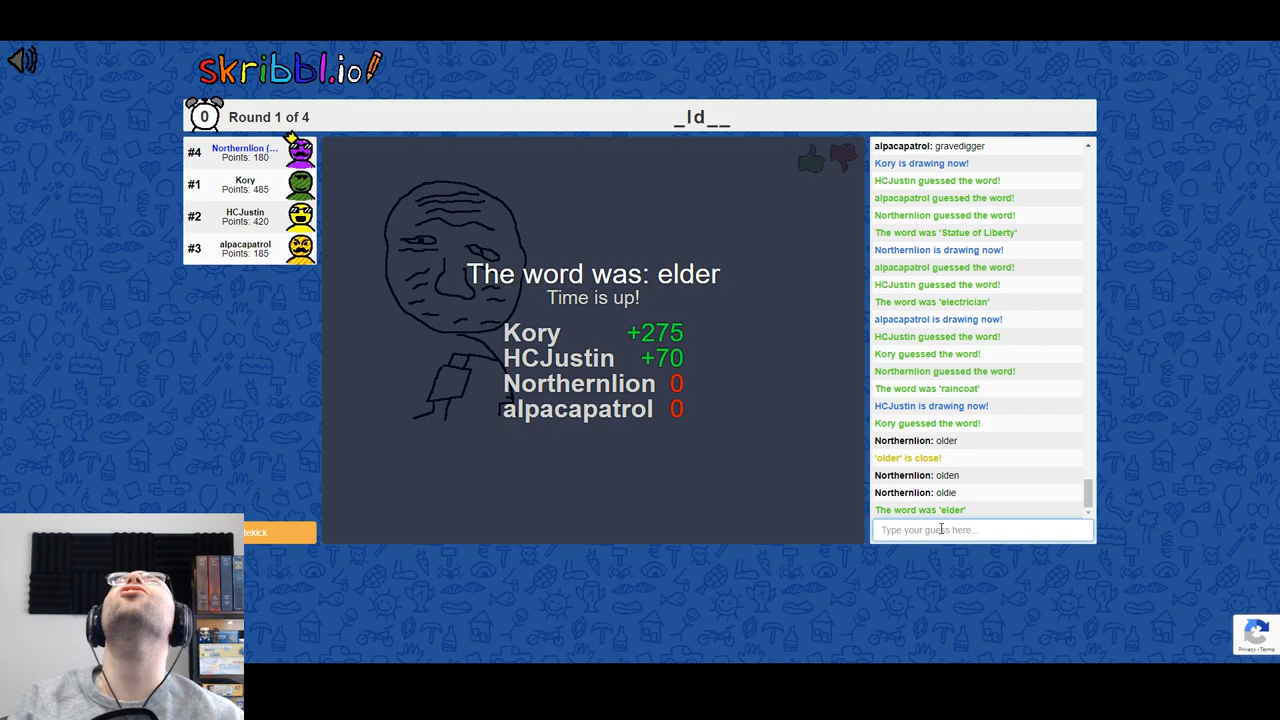 skribbl.io
0
Round 1 of 4
_ld__
#4
Northernlion (...
Points: 180
#1
Kory
Points: 485
#2
HCJustin
Points: 420
#3
alpacapatrol
Points: 185
The word was: elder
Time is up!
Kory +275
HCJustin +70
Northernlion 0
alpacapatrol 0
alpacapatrol: gravedigger
Kory is drawing now!
HCJustin guessed the word!
alpacapatrol guessed the word!
Northernlion guessed the word!
The word was 'Statue of Liberty'
Northernlion is drawing now!
alpacapatrol guessed the word!
HCJustin guessed the word!
The word was 'electrician'
alpacapatrol is drawing now!
HCJustin guessed the word!
Kory guessed the word!
Northernlion guessed the word!
The word was 'raincoat'
HCJustin is drawing now!
Kory guessed the word!
Northernlion: older
'older' is close!
Northernlion: olden
Northernlion: oldie
The word was 'elder'
Type your guess here...
Privacy - Terms